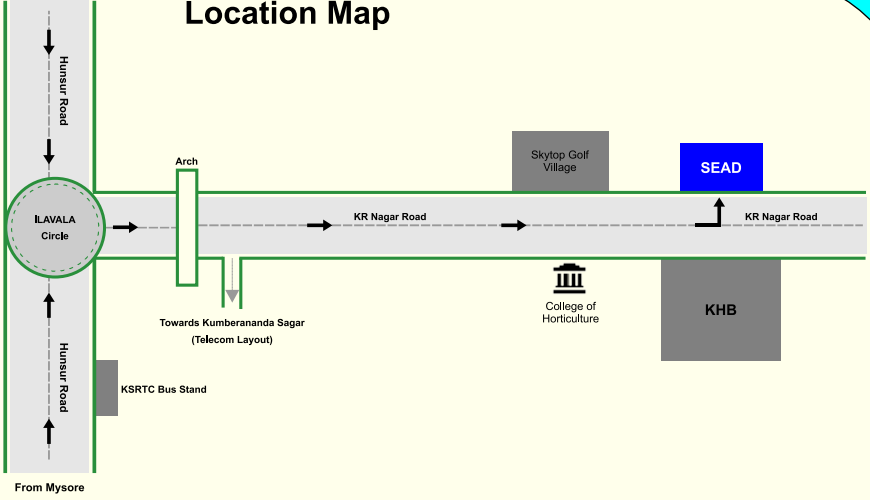 Location Map
Hunsur Road
Arch
Skytop Golf
Village
SEAD
ILAVALA
Circle
KR Nagar Road
KR Nagar Road
College of
Horticulture
KHB
Towards Kumberananda Sagar
(Telecom Layout)
Hunsur Road
KSRTC Bus Stand
From Mysore